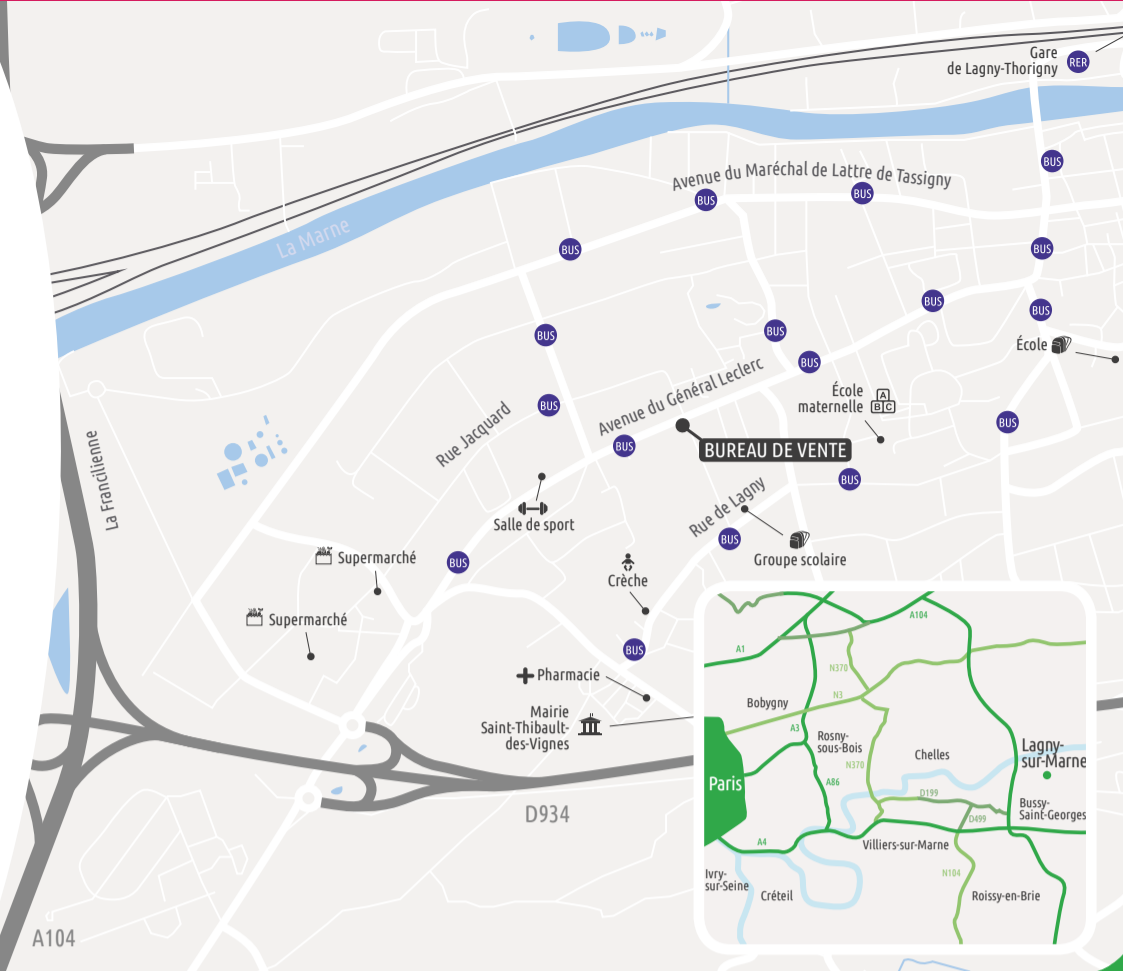 Gare
de Lagny-Thorigny
RER
BUS
Avenue du Maréchal de Lattre de Tassigny
BUS
BUS
La Marne
BUS
BUS
BUS
BUS
BUS
BUS
École
BUS
Avenue du Général Leclerc
École
maternelle
A
B C
Rue Jacquard
BUS
BUS
BUS
BUREAU DE VENTE
La Francilienne
BUS
Rue de Lagny
Salle de sport
BUS
Groupe scolaire
Supermarché
BUS
Crèche
Supermarché
BUS
Pharmacie
Mairie
Saint-Thibault-
des-Vignes
D934
A104
A104
A1
N370
N3
Bobygny
A3
Rosny-
sous-Bois
Chelles
Lagny-
sur-Marne
N370
Paris
A86
D199
Bussy-
Saint-Georges
D499
A4
Villiers-sur-Marne
N104
Ivry-
sur-Seine
Créteil
Roissy-en-Brie